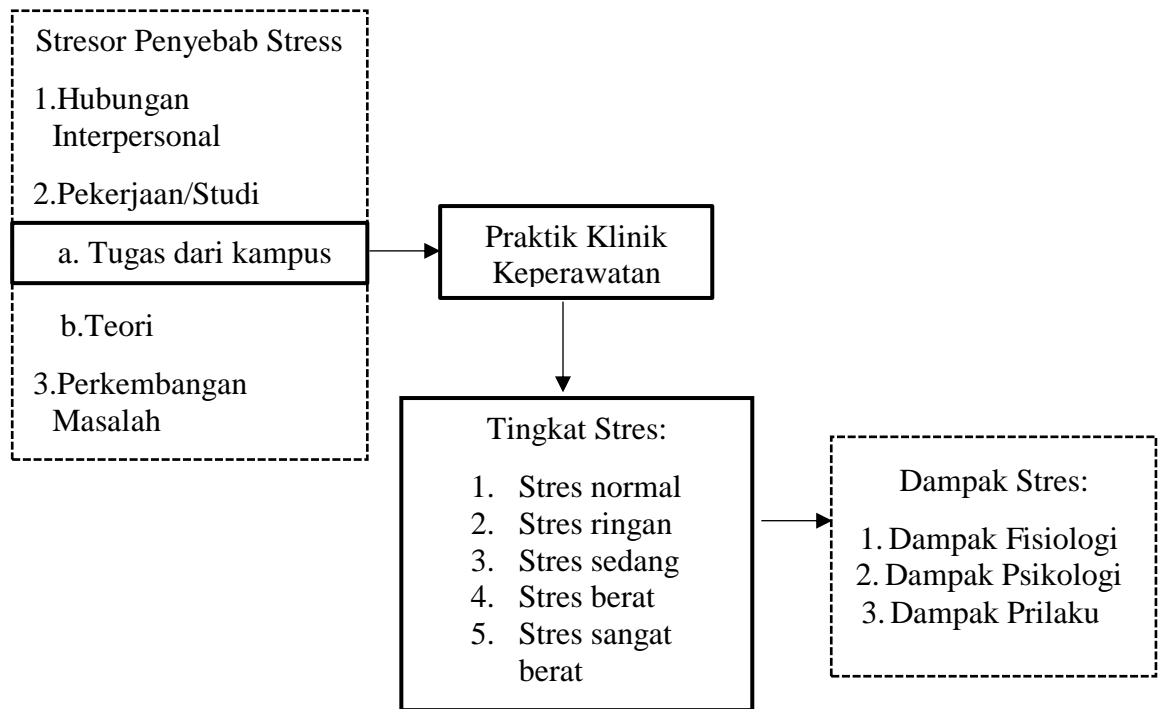 Stresor Penyebab Stress
1.Hubungan
Interpersonal
2.Pekerjaan/Studi
a. Tugas dari kampus
b.Teori
3.Perkembangan
Masalah
Praktik Klinik
Keperawatan
Tingkat Stres:
1. Stres normal
2. Stres ringan
3. Stres sedang
4. Stres berat
5. Stres sangat
berat
Dampak Stres:
1. Dampak Fisiologi
2. Dampak Psikologi
3. Dampak Prilaku